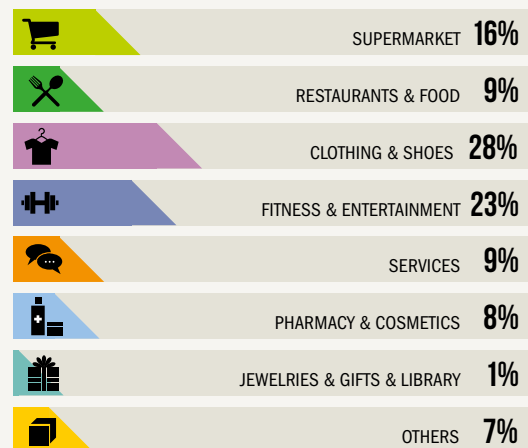 SUPERMARKET 16%
RESTAURANTS & FOOD 9%
CLOTHING & SHOES 28%
FITNESS & ENTERTAINMENT 23%
SERVICES 9%
PHARMACY & COSMETICS 8%
JEWELRIES & GIFTS & LIBRARY 1%
OTHERS 7%